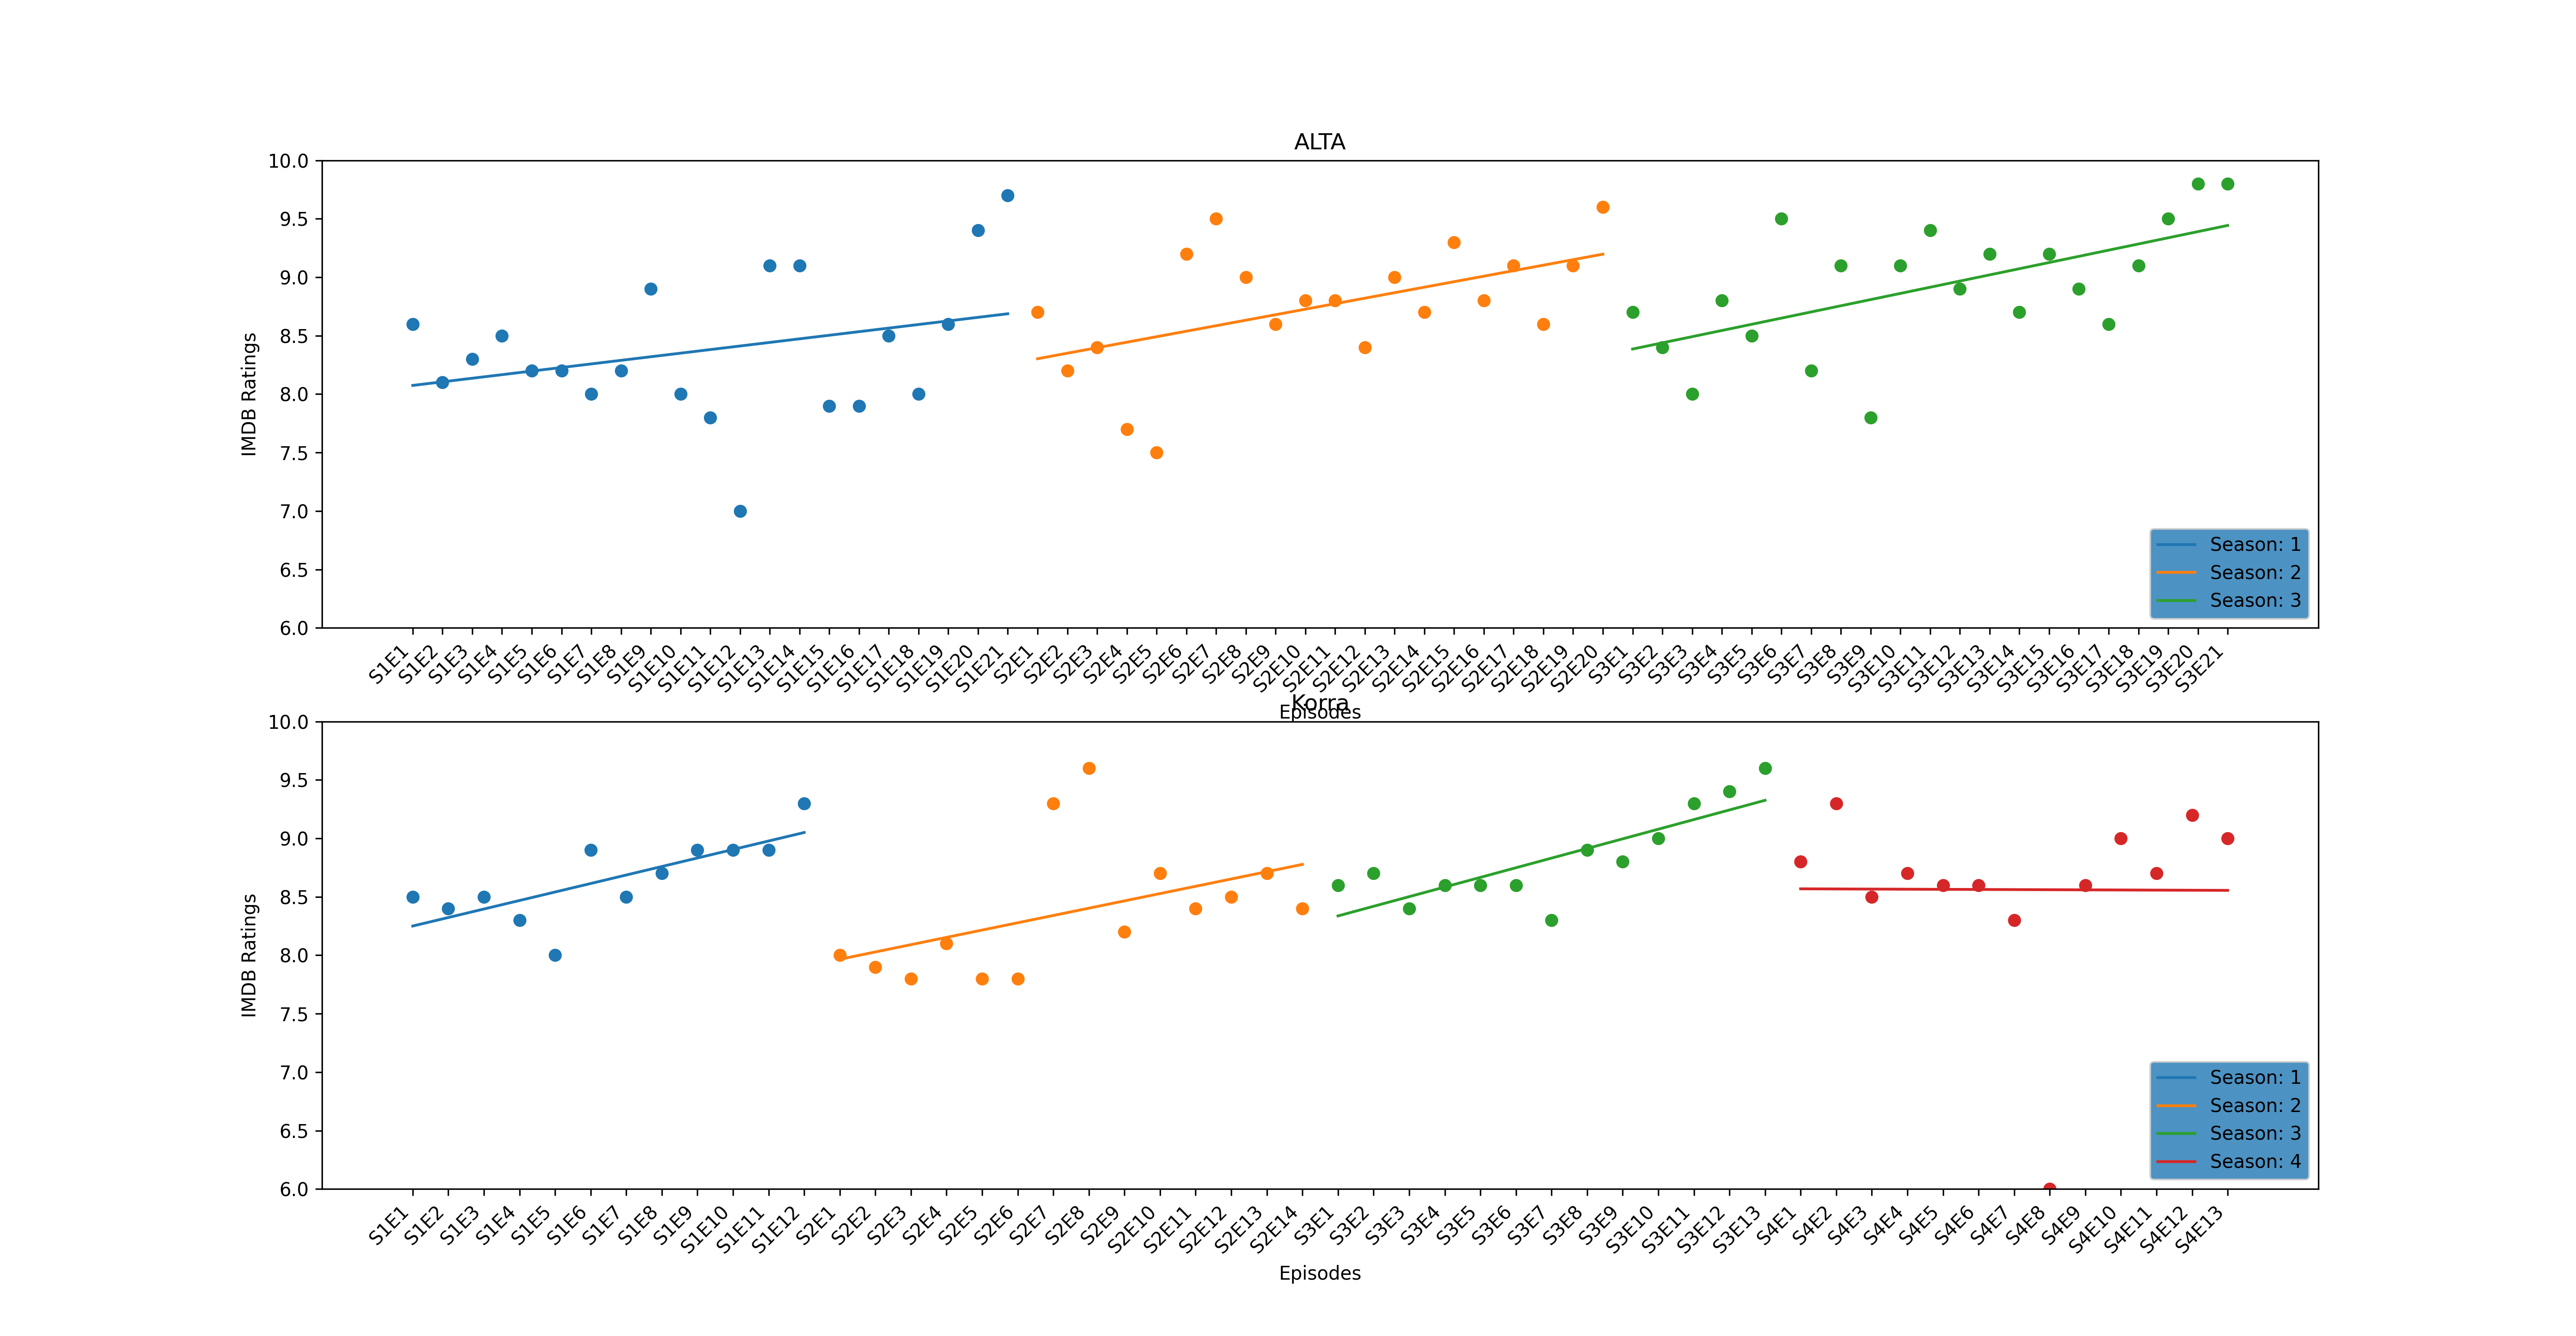 ALTA
10.0
9.5
9.0
8.5
8.0
7.5
7.0
6.5
6.0
IMDB Ratings
Season: 1
Season: 2
Season: 3
S1E1 S1E2 S1E3 S1E4 S1E5 S1E6 S1E7 S1E8 S1E9 S1E10 S1E11 S1E12 S1E13 S1E14 S1E15 S1E16 S1E17 S1E18 S1E19 S1E20 S1E21 S2E1 S2E2 S2E3 S2E4 S2E5 S2E6 S2E7 S2E8 S2E9 S2E10 S2E11 S2E12 S2E13 S2E14 S2E15 S2E16 S2E17 S2E18 S2E19 S2E20 S3E1 S3E2 S3E3 S3E4 S3E5 S3E6 S3E7 S3E8 S3E9 S3E10 S3E11 S3E12 S3E13 S3E14 S3E15 S3E16 S3E17 S3E18 S3E19 S3E20 S3E21
Episodes
Korra
10.0
9.5
9.0
8.5
8.0
7.5
7.0
6.5
6.0
IMDB Ratings
Season: 1
Season: 2
Season: 3
Season: 4
S1E1 S1E2 S1E3 S1E4 S1E5 S1E6 S1E7 S1E8 S1E9 S1E10 S1E11 S1E12 S2E1 S2E2 S2E3 S2E4 S2E5 S2E6 S2E7 S2E8 S2E9 S2E10 S2E11 S2E12 S2E13 S2E14 S3E1 S3E2 S3E3 S3E4 S3E5 S3E6 S3E7 S3E8 S3E9 S3E10 S3E11 S3E12 S3E13 S4E1 S4E2 S4E3 S4E4 S4E5 S4E6 S4E7 S4E8 S4E9 S4E10 S4E11 S4E12 S4E13
Episodes